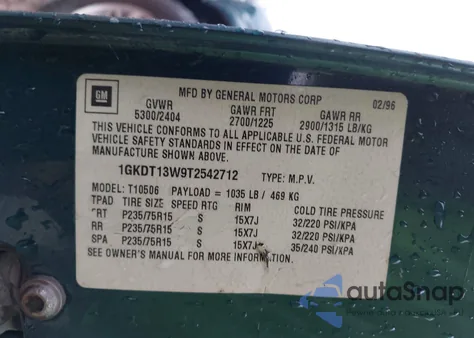 GM
MFD BY GENERAL MOTORS CORP 02/96
GVWR GAWR FRT GAWR RR
5300/2404 2700/1225 2900/1315 LB/KG
THIS VEHICLE CONFORMS TO ALL APPLICABLE U.S. FEDERAL MOTOR
VEHICLE SAFETY STANDARDS IN EFFECT ON THE DATE OF
MANUFACTURE SHOWN ABOVE.
1GKDT13W9T2542712 TYPE: M.P.V.
MODEL: T10506 PAYLOAD = 1035 LB/ 469 KG
TPAD TIRE SIZE SPEED RTG RIM COLD TIRE PRESSURE
FRT P235/75R15 S 15X7J 32/220 PSI/KPA
RR P235/75R15 S 15X7J 32/220 PSI/KPA
SPA P235/75R15 S 15X7J 35/240 PSI/KPA
SEE OWNER'S MANUAL FOR MORE INFORMATION.
autoSnap